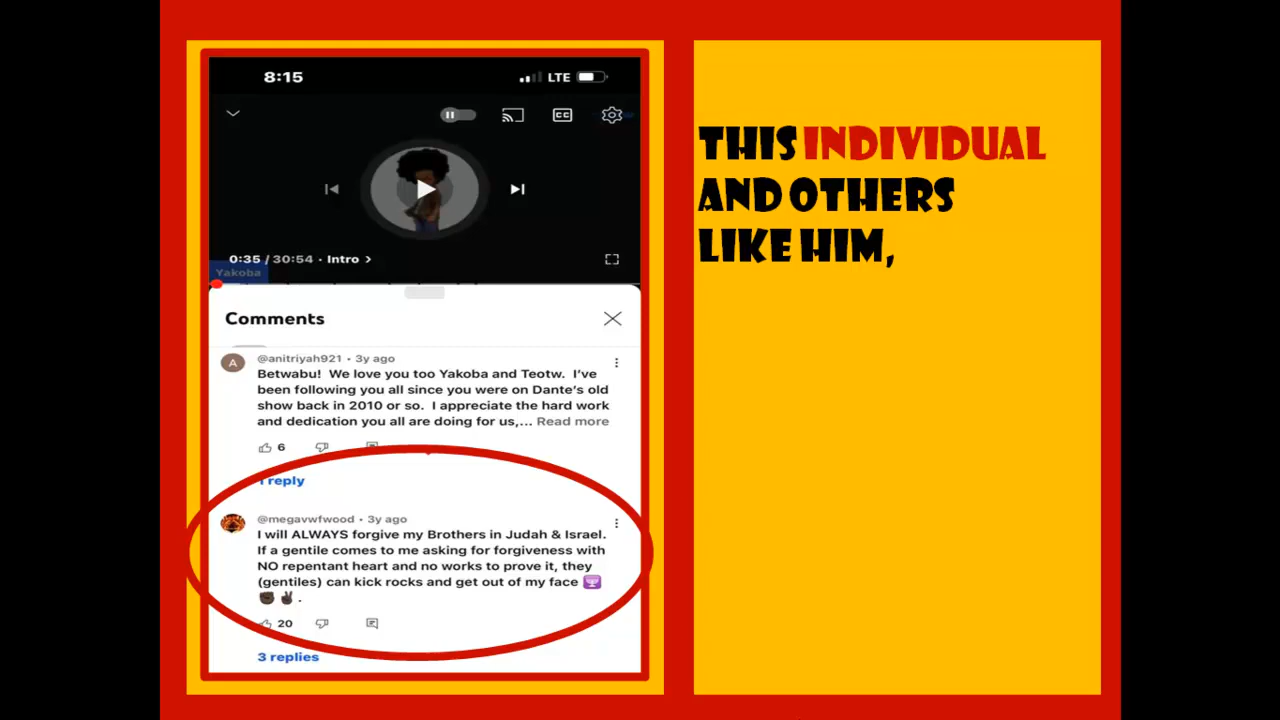 8:15
LTE
CC
0:35 / 30:54 • Intro >
Yakoba
Comments
@anitriyah921 • 3y ago
A
Betwabu! We love you too Yakoba and Teotw. I've
been following you all since you were on Dante's old
show back in 2010 or so. I appreciate the hard work
and dedication you all are doing for us,... Read more
6
1 reply
@megavwfwood • 3y ago
I will ALWAYS forgive my Brothers in Judah & Israel.
If a gentile comes to me asking for forgiveness with
NO repentant heart and no works to prove it, they
(gentiles) can kick rocks and get out of my face 🕎
✊🏿 ✌🏿 .
20
3 replies
THIS INDIVIDUAL
AND OTHERS
LIKE HIM,